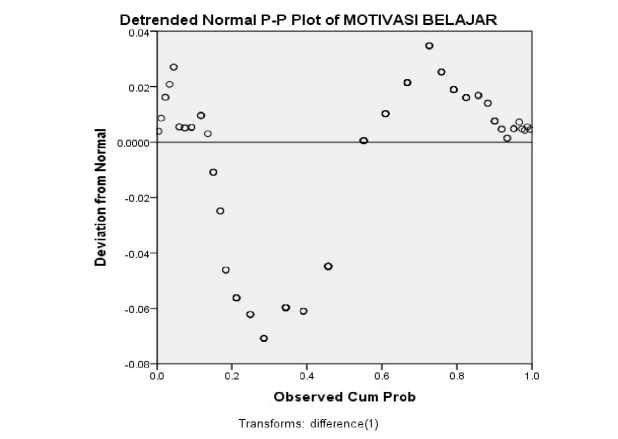 Detrended Normal P-P Plot of MOTIVASI BELAJAR
0.04
0.02
0.0000
-0.02
-0.04
-0.06
-0.08
Deviation from Normal
0.0 0.2 0.4 0.6 0.8 1.0
Observed Cum Prob
Transforms: difference(1)